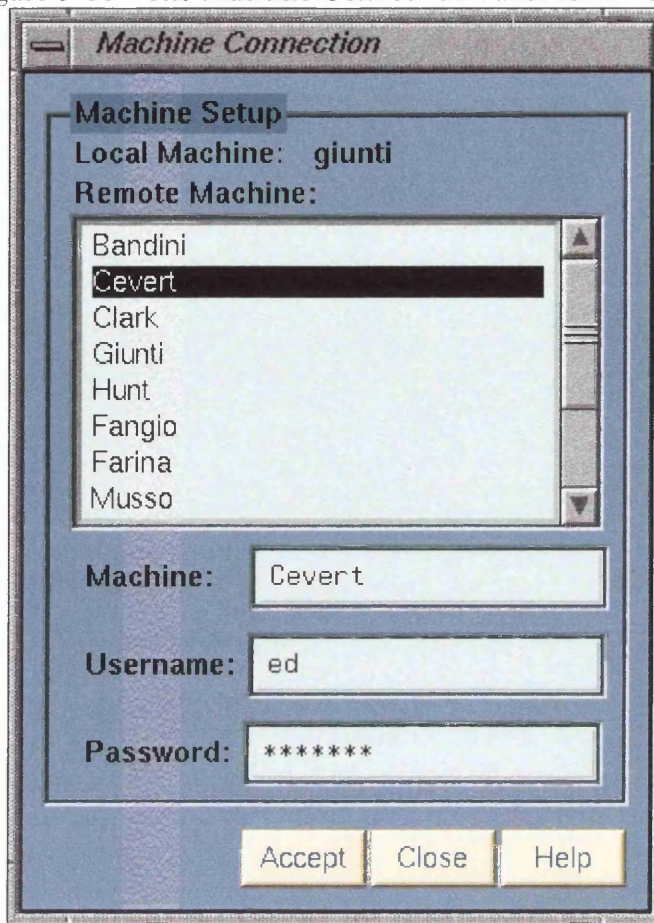 Machine Connection
Machine Setup
Local Machine: giunti
Remote Machine:
Bandini
Cevert
Clark
Giunti
Hunt
Fangio
Farina
Musso
Machine: Cevert
Username: ed
Password: *******
Accept Close Help